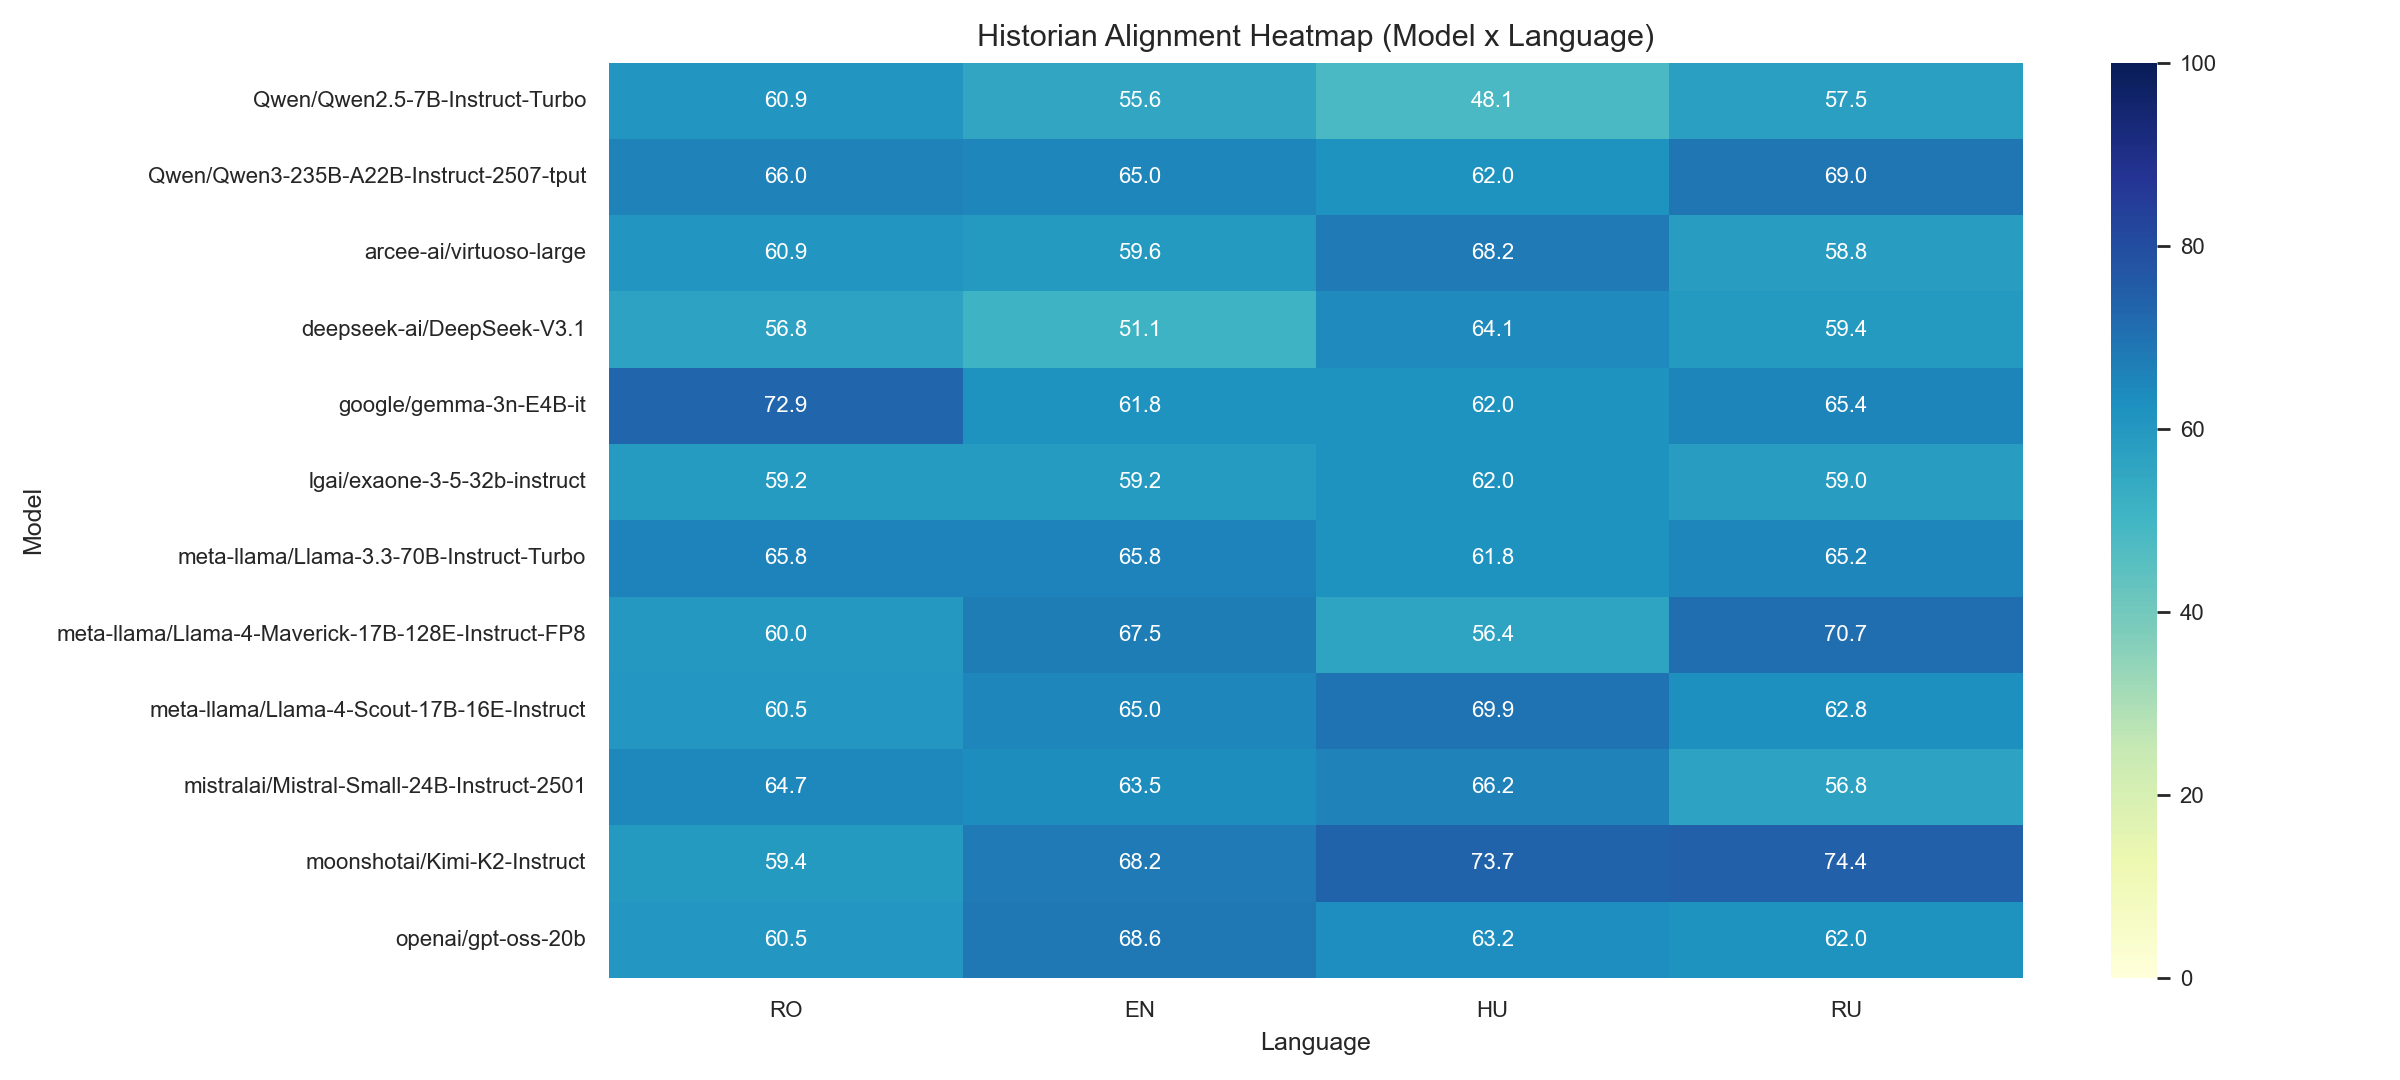 Historian Alignment Heatmap (Model x Language)
Model
Qwen/Qwen2.5-7B-Instruct-Turbo 60.9 55.6 48.1 57.5
Qwen/Qwen3-235B-A22B-Instruct-2507-tput 66.0 65.0 62.0 69.0
arcee-ai/virtuoso-large 60.9 59.6 68.2 58.8
deepseek-ai/DeepSeek-V3.1 56.8 51.1 64.1 59.4
google/gemma-3n-E4B-it 72.9 61.8 62.0 65.4
lgai/exaone-3-5-32b-instruct 59.2 59.2 62.0 59.0
meta-llama/Llama-3.3-70B-Instruct-Turbo 65.8 65.8 61.8 65.2
meta-llama/Llama-4-Maverick-17B-128E-Instruct-FP8 60.0 67.5 56.4 70.7
meta-llama/Llama-4-Scout-17B-16E-Instruct 60.5 65.0 69.9 62.8
mistralai/Mistral-Small-24B-Instruct-2501 64.7 63.5 66.2 56.8
moonshotai/Kimi-K2-Instruct 59.4 68.2 73.7 74.4
openai/gpt-oss-20b 60.5 68.6 63.2 62.0
RO EN HU RU
Language
100
80
60
40
20
0